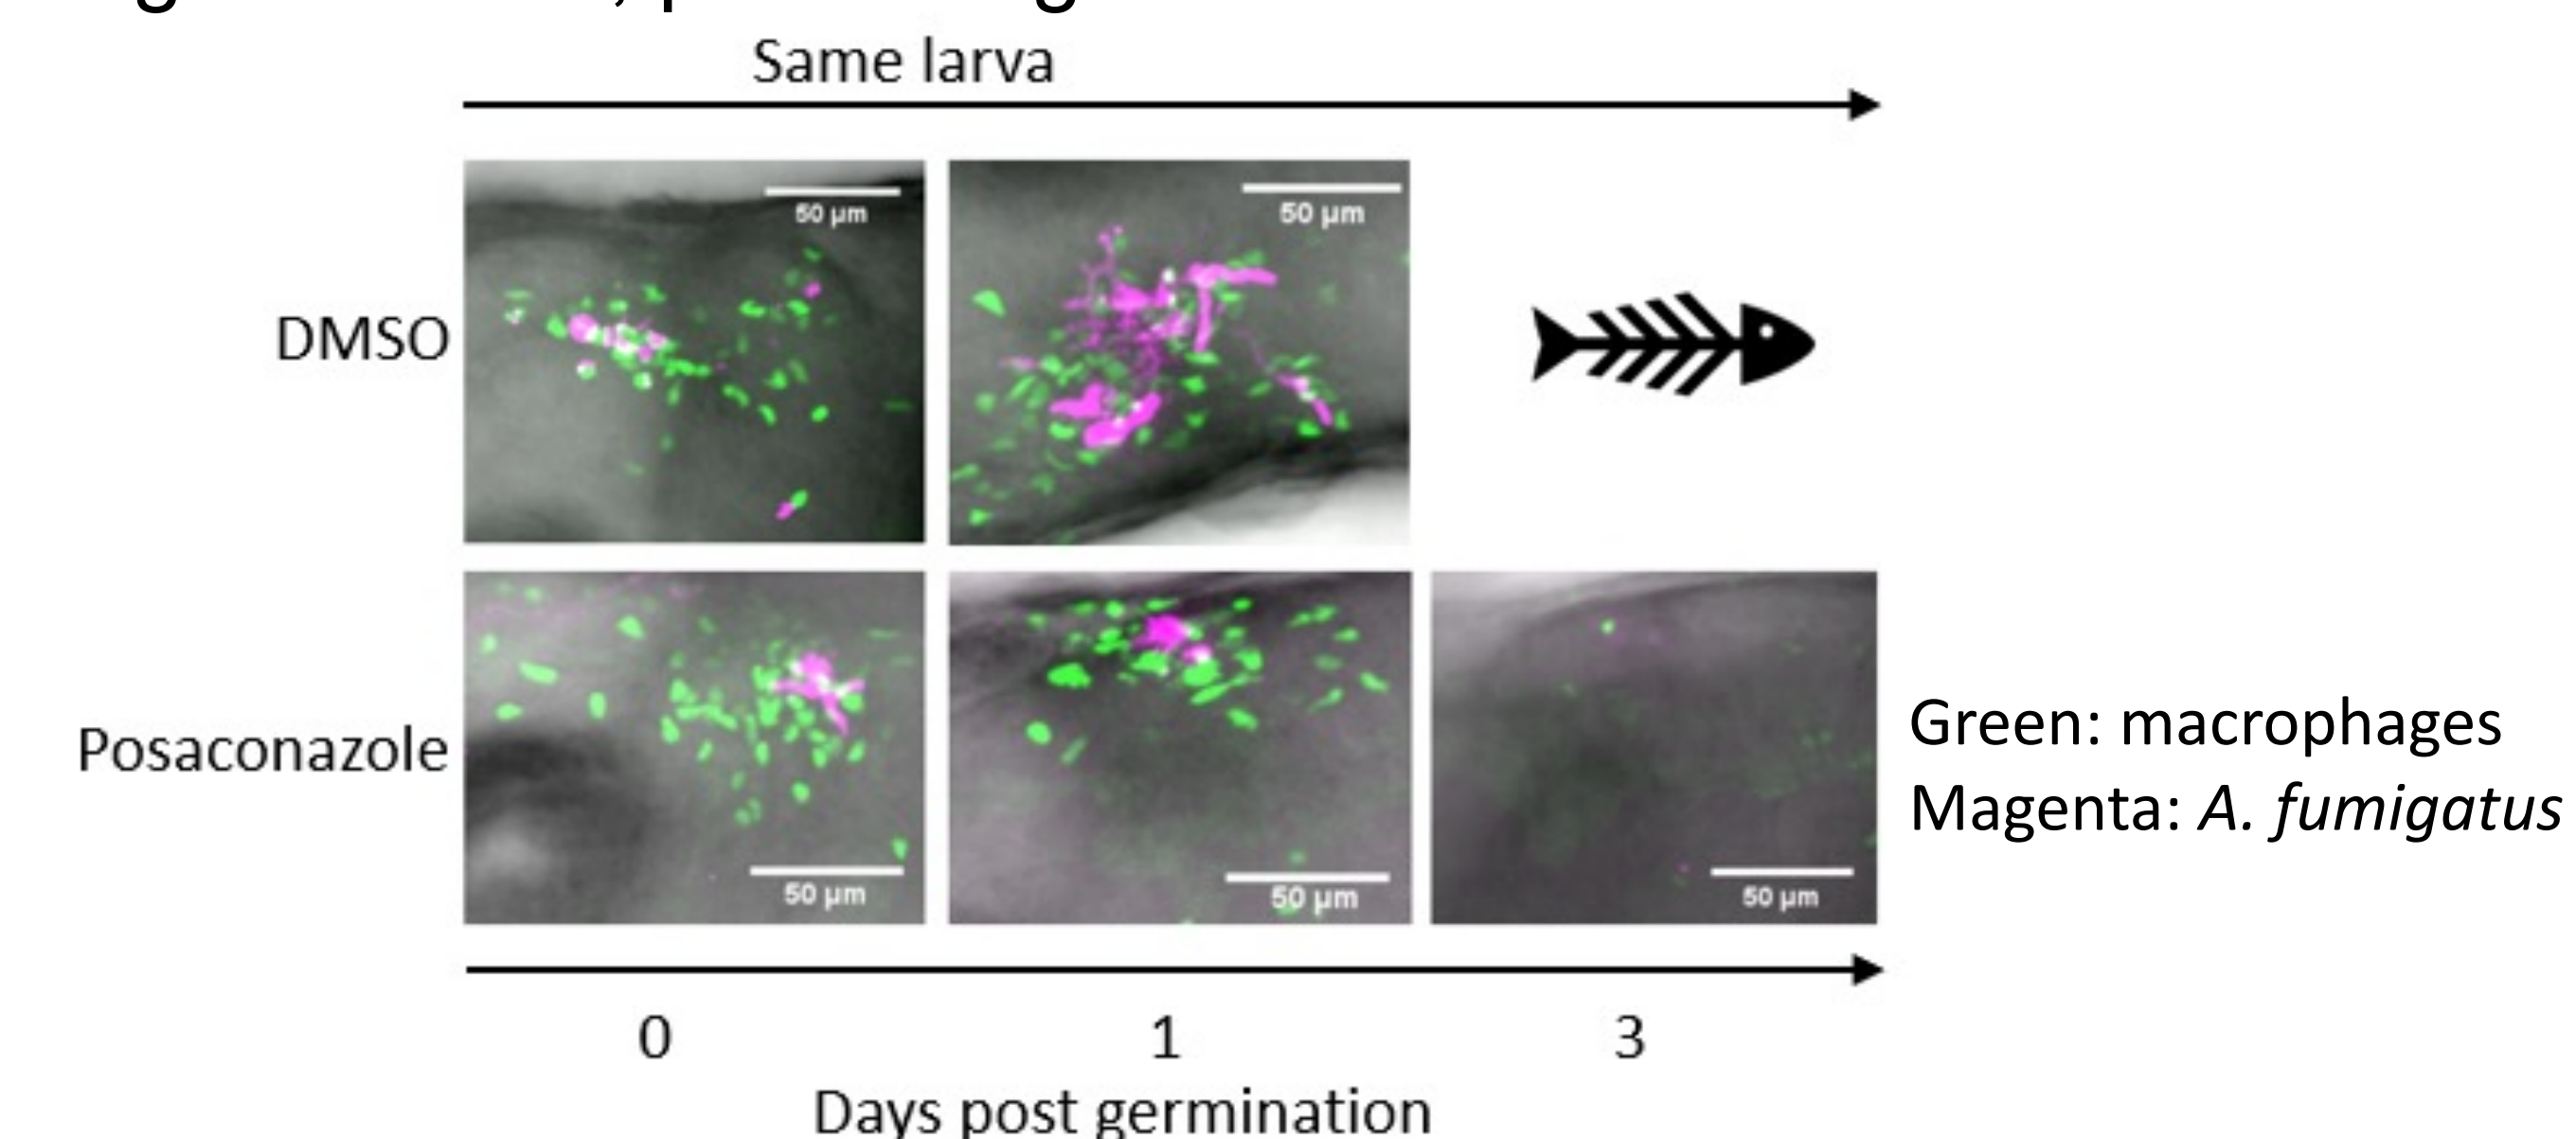 Same larva
DMSO
50 µm
50 µm
Posaconazole
50 µm
50 µm
50 µm
Green: macrophages
Magenta: A. fumigatus
0 1 3
Days post germination